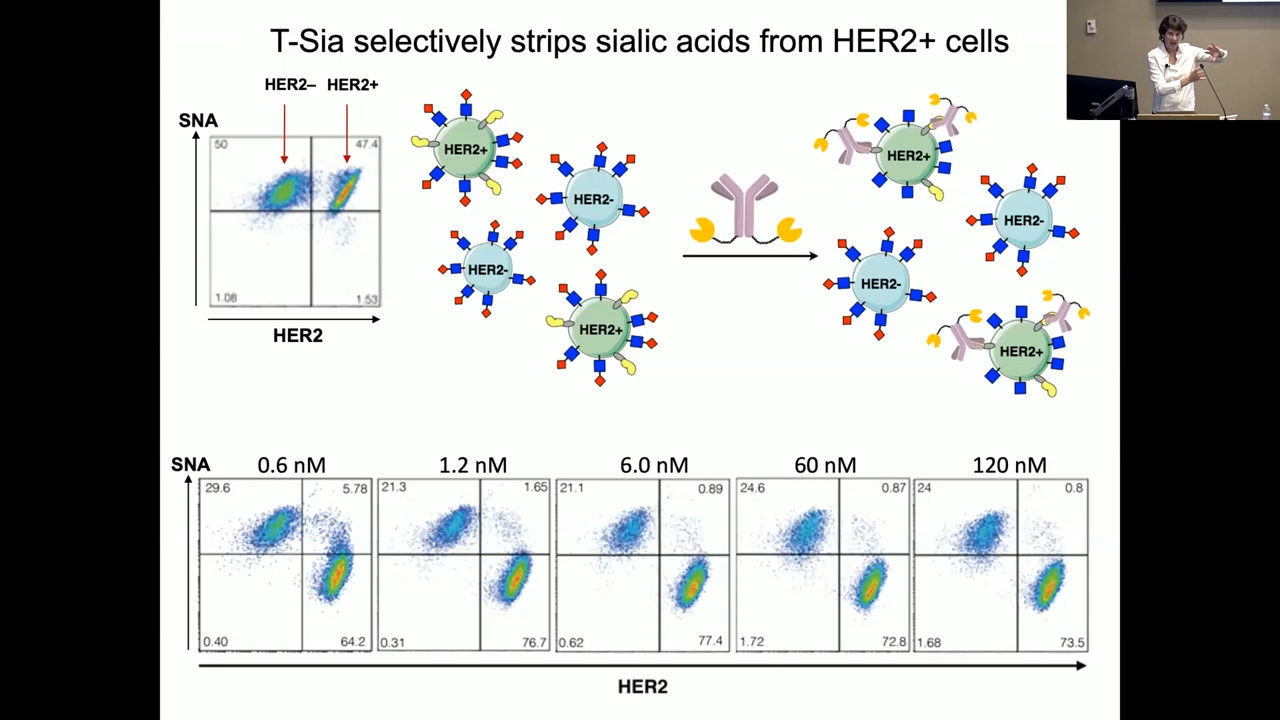 T-Sia selectively strips sialic acids from HER2+ cells
HER2– HER2+
SNA
50 47.4
1.08 1.53
HER2
HER2+
HER2-
HER2-
HER2+
HER2+
HER2-
HER2-
HER2+
SNA
0.6 nM 1.2 nM 6.0 nM 60 nM 120 nM
29.6 5.78 21.3 1.65 21.1 0.89 24.6 0.87 24 0.8
0.40 64.2 0.31 76.7 0.62 77.4 1.72 72.8 1.68 73.5
HER2